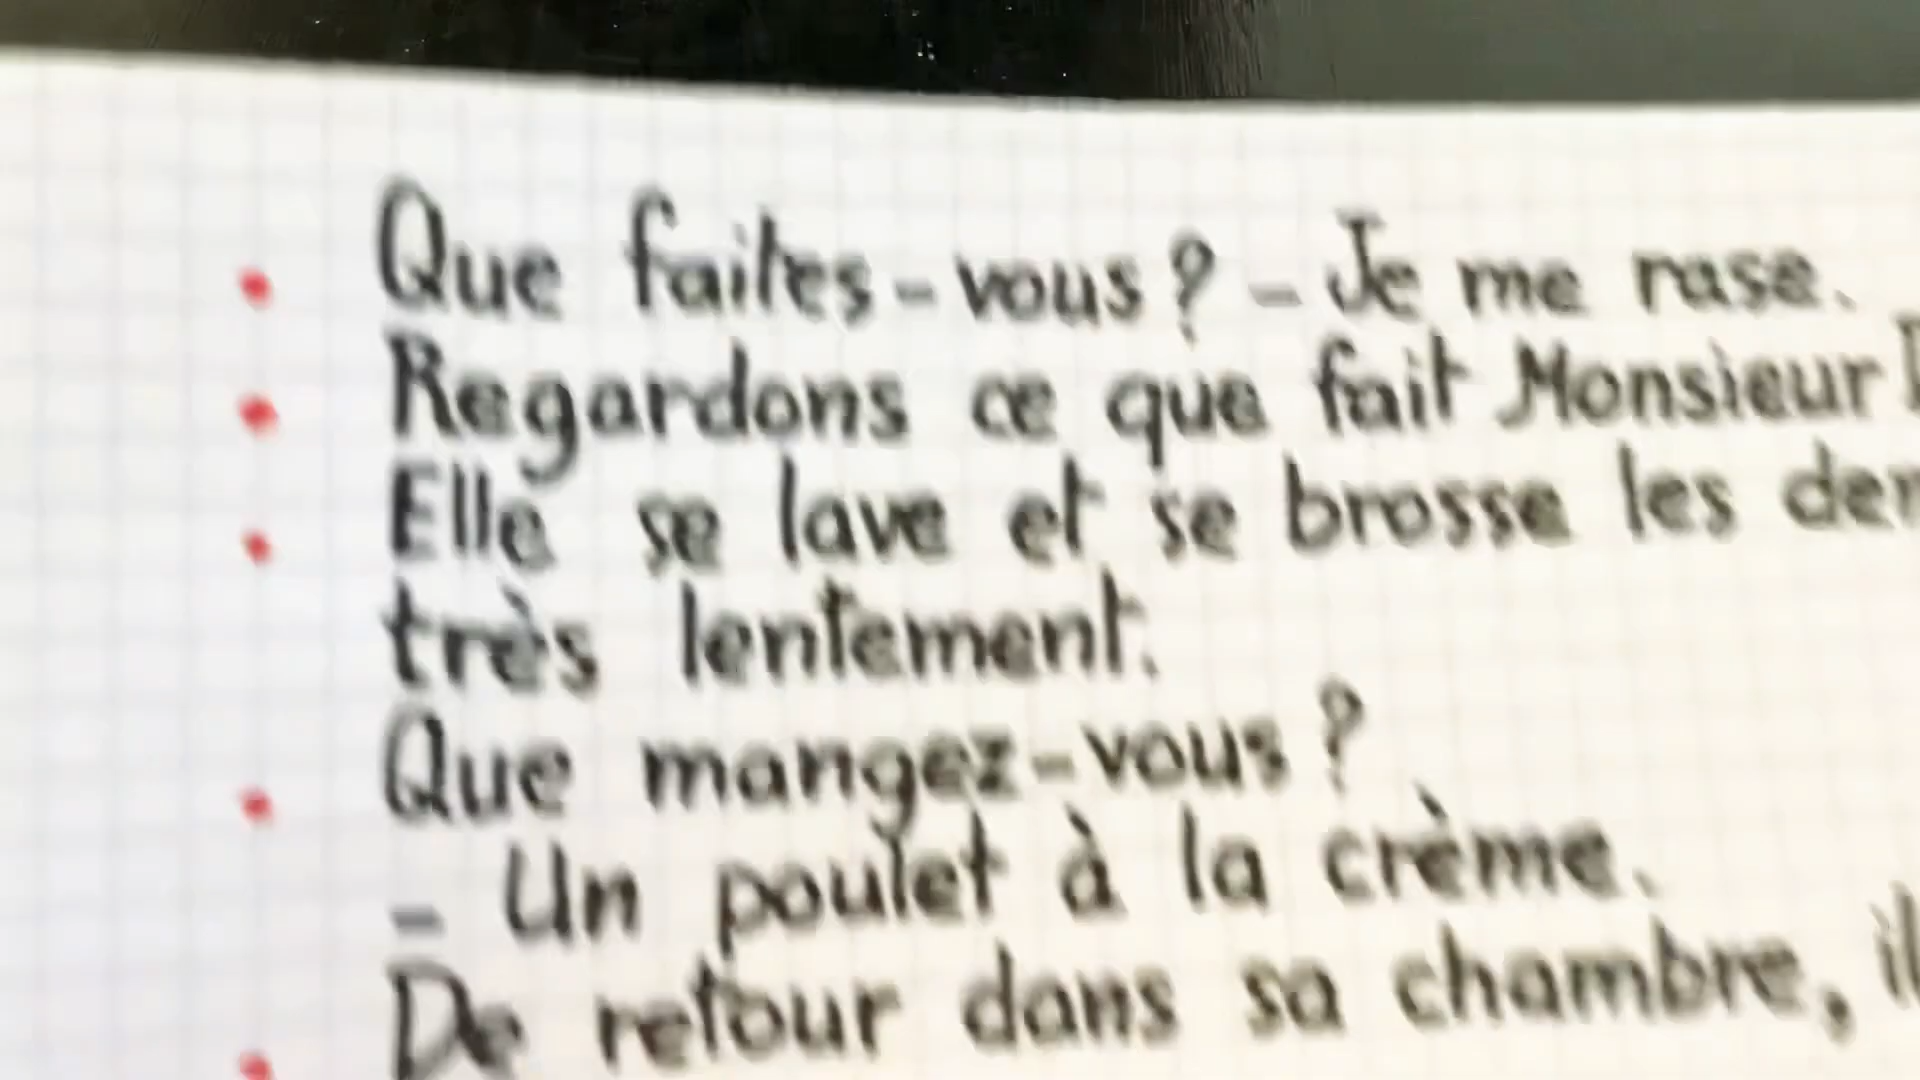 Que faites-vous ? - Je me rase.
Regardons ce que fait Monsieur
Elle se lave et se brosse les
très lentement.
Que mangez-vous ?
- Un poulet à la crème.
De retour dans sa chambre,